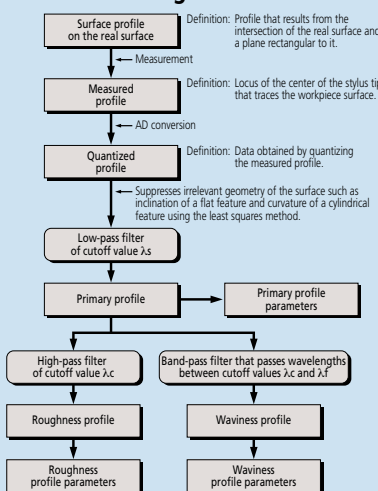 Surface profile
on the real surface
Definition: Profile that results from the
intersection of the real surface and
a plane rectangular to it.
Measurement
Measured
profile
Definition: Locus of the center of the stylus tip
that traces the workpiece surface.
AD conversion
Quantized
profile
Definition: Data obtained by quantizing
the measured profile.
Suppresses irrelevant geometry of the surface such as
inclination of a flat feature and curvature of a cylindrical
feature using the least squares method.
Low-pass filter
of cutoff value λs
Primary profile
Primary profile
parameters
High-pass filter
of cutoff value λc
Band-pass filter that passes wavelengths
between cutoff values λc and λf
Roughness profile
Waviness profile
Roughness
profile parameters
Waviness
profile parameters